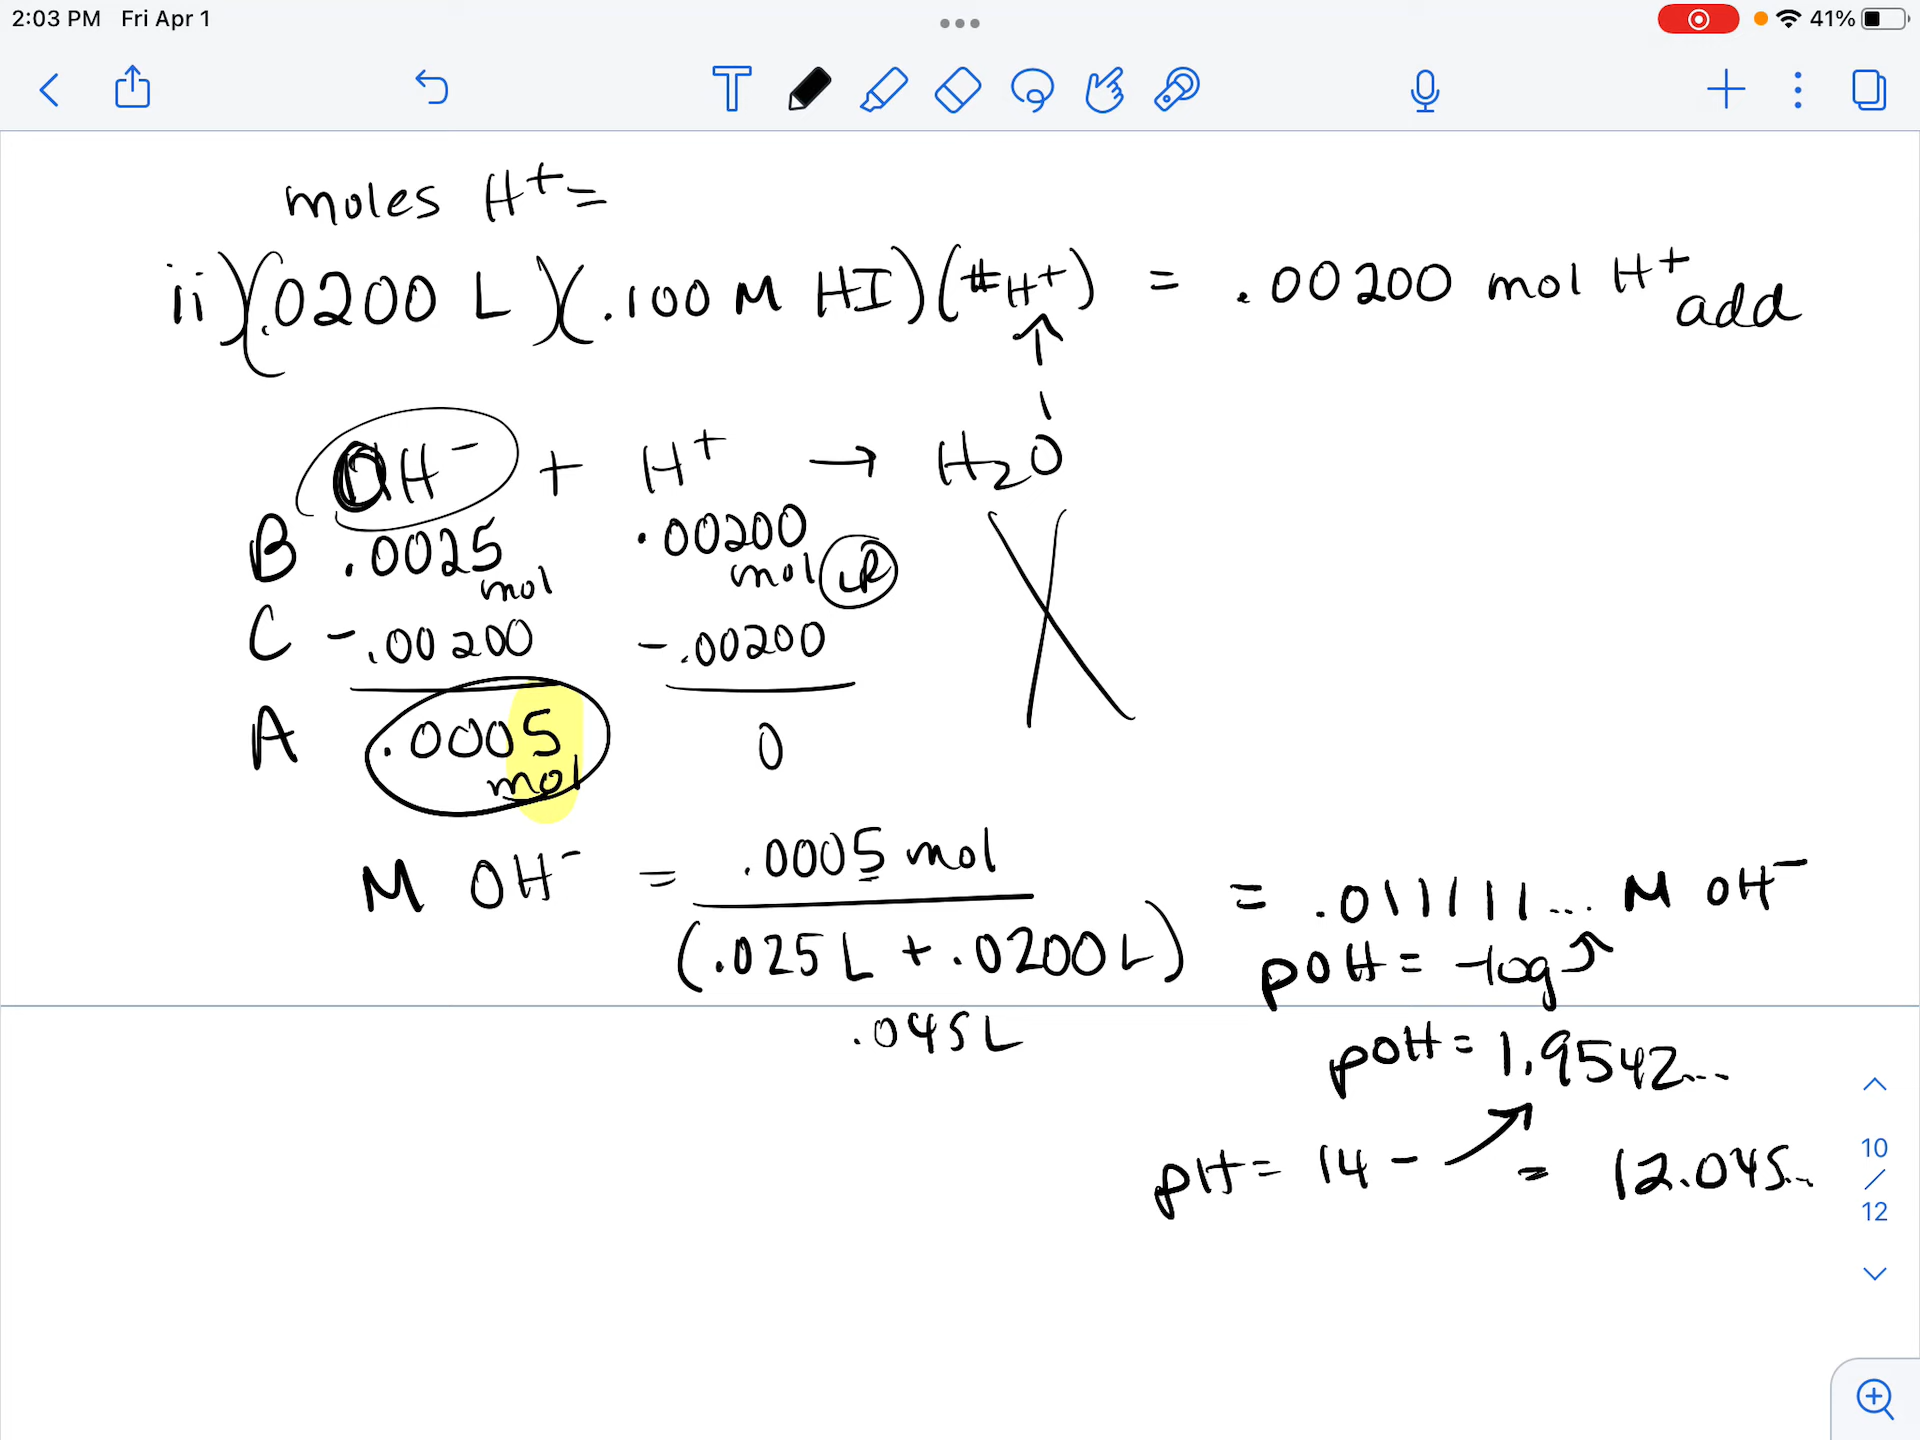 2:03 PM Fri Apr 1 41%
T
moles H⁺=
ii) (.0200 L)(.100 M HI)(#H⁺) = .00200 mol H⁺ add
1
OH⁻ + H⁺ → H₂O
B .0025 mol .00200 mol
C -.00200 -.00200
A .0005 mol 0
M OH⁻ = .0005 mol / (.025 L + .0200 L) = .011111... M OH⁻
.045 L
pOH = -log
pOH = 1.9542...
pH = 14 - = 12.045...
10
/
12